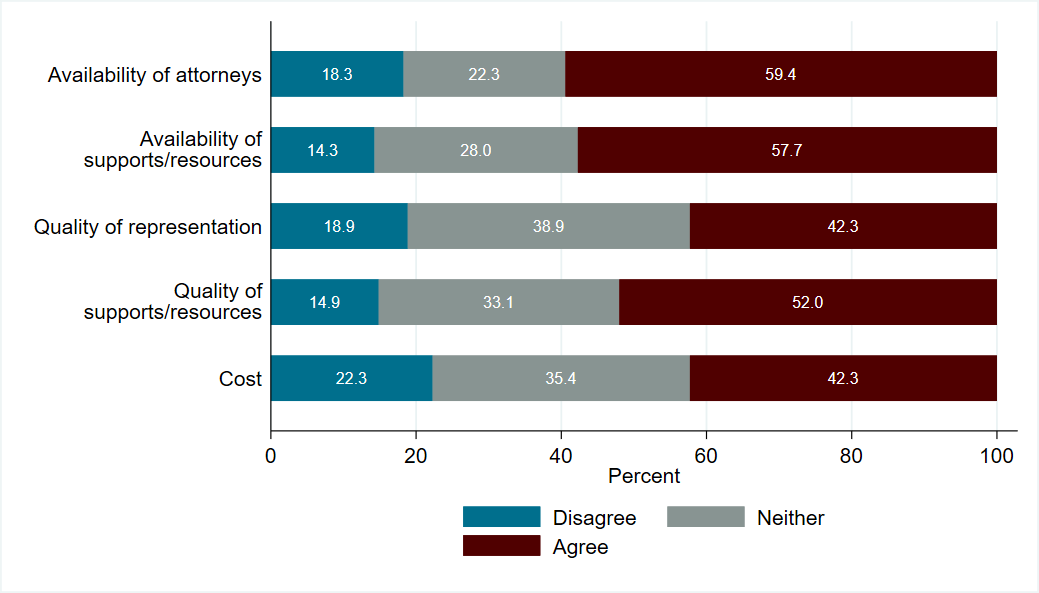 Availability of attorneys
18.3 22.3 59.4
Availability of
supports/resources
14.3 28.0 57.7
Quality of representation
18.9 38.9 42.3
Quality of
supports/resources
14.9 33.1 52.0
Cost
22.3 35.4 42.3
0 20 40 60 80 100
Percent
Disagree Neither
Agree